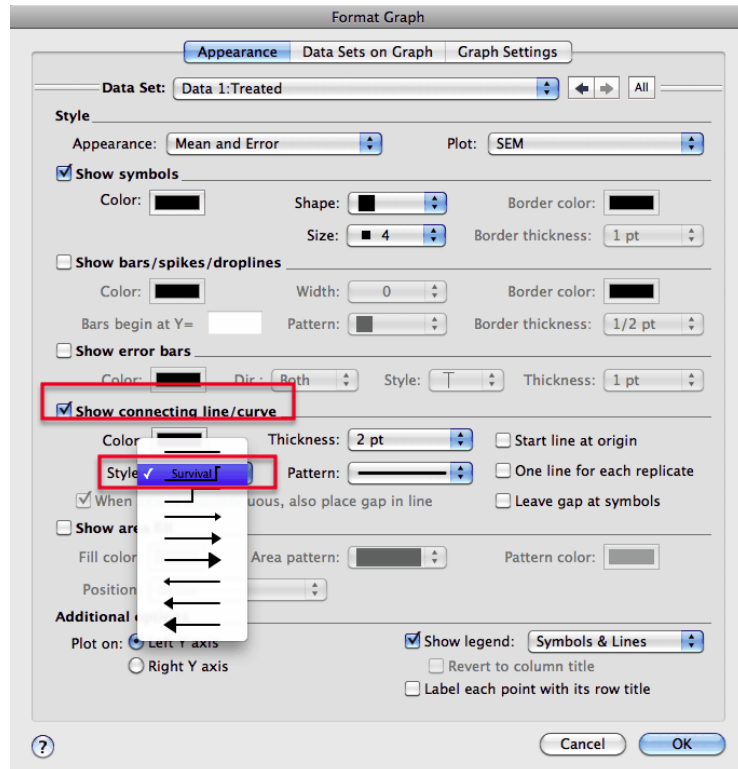 Format Graph
Appearance Data Sets on Graph Graph Settings
Data Set: Data 1:Treated All
Style
Appearance: Mean and Error Plot: SEM
Show symbols
Color: Shape: Border color:
Size: 4 Border thickness: 1 pt
Show bars/spikes/droplines
Color: Width: 0 Border color:
Bars begin at Y= Pattern: Border thickness: 1/2 pt
Show error bars
Color: Dir.: Both Style: Thickness: 1 pt
Show connecting line/curve
Color Thickness: 2 pt Start line at origin
Style Survival Pattern: One line for each replicate
When uous, also place gap in line Leave gap at symbols
Show area
Fill color Area pattern: Pattern color:
Position
Additional
Plot on: Left Y axis Show legend: Symbols & Lines
Right Y axis Revert to column title
Label each point with its row title
? Cancel OK